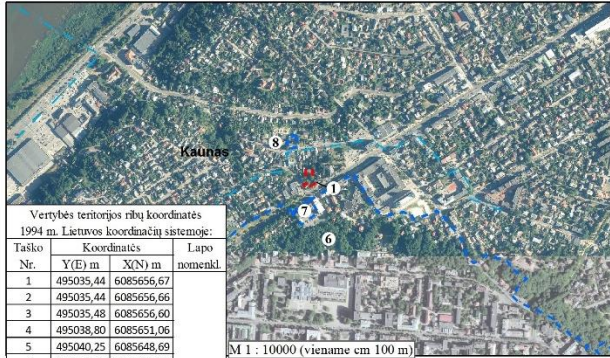 Kaunas
8
1
7
6
Vertybės teritorijos ribų koordinatės
1994 m. Lietuvos koordinačių sistemoje:
Taško Koordinatės Lapo
Nr. Y(E) m X(N) m nomenkl.
1 495035,44 6085656,67
2 495035,44 6085656,66
3 495035,48 6085656,60
4 495038,80 6085651,06
5 495040,25 6085648,69
M 1 : 10000 (viename cm 100 m)